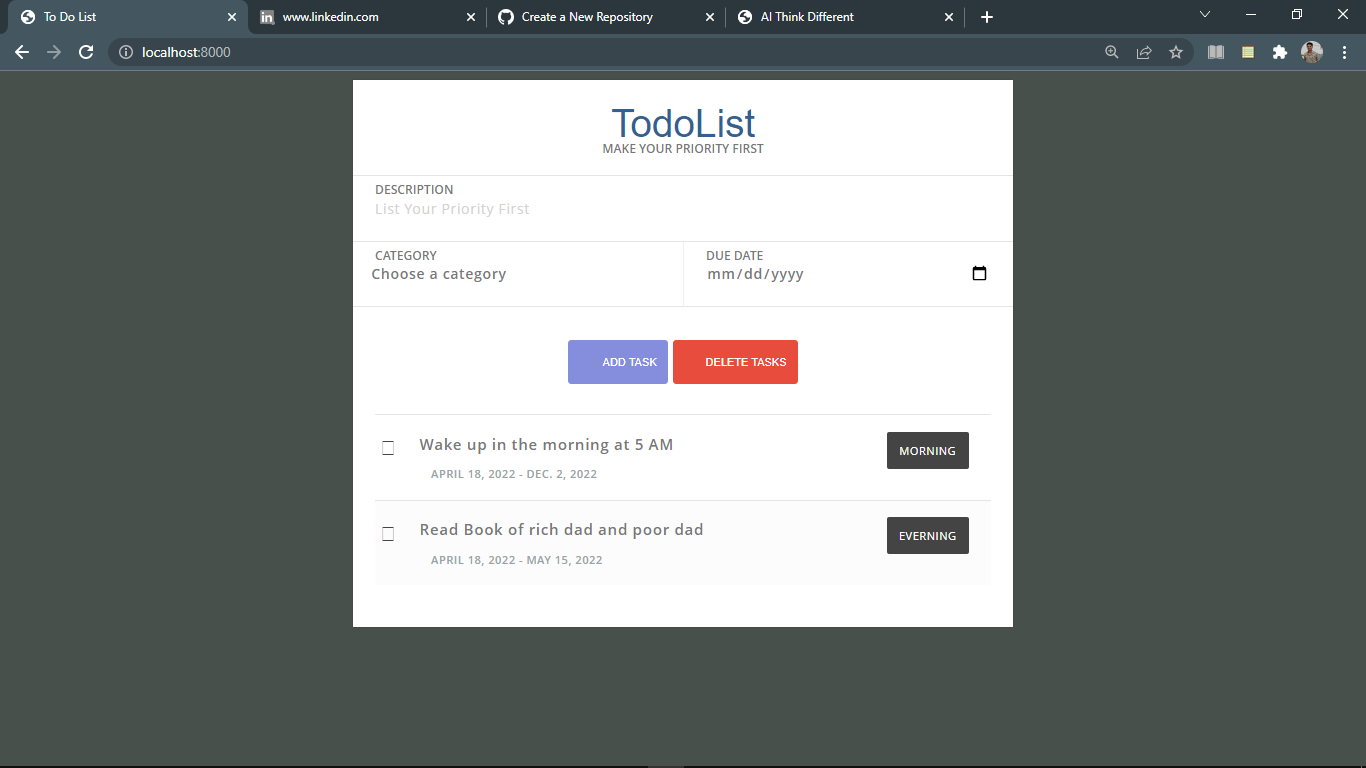 To Do List
www.linkedin.com
Create a New Repository
AI Think Different
localhost:8000
TodoList
MAKE YOUR PRIORITY FIRST
DESCRIPTION
List Your Priority First
CATEGORY
Choose a category
DUE DATE
mm/dd/yyyy
ADD TASK
DELETE TASKS
Wake up in the morning at 5 AM
MORNING
APRIL 18, 2022 - DEC. 2, 2022
Read Book of rich dad and poor dad
EVERNING
APRIL 18, 2022 - MAY 15, 2022